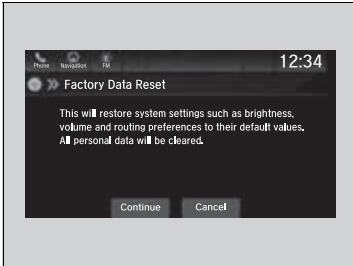 12:34
Phone Navigation FM
Factory Data Reset
This will restore system settings such as brightness,
volume and routing preferences to their default values.
All personal data will be cleared.
Continue Cancel